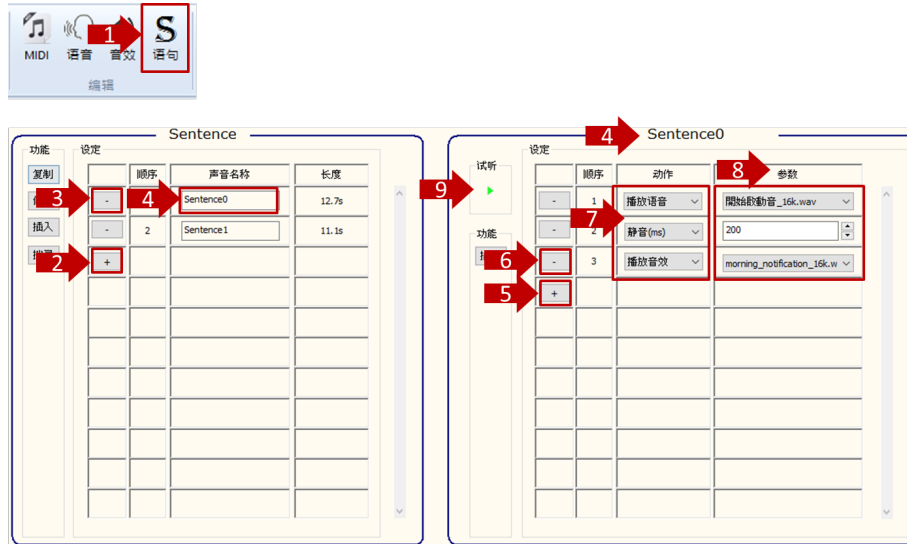 1
MIDI 语音 音效 语句
编辑
Sentence
功能 设定
复制
顺序 声音名称 长度
3 - 4 Sentence0 12.7s
插入 - 2 Sentence1 11.1s
2 +
4 Sentence0
设定
试听
顺序 动作 8 参数
9 - 1 播放语音 開始啟動音_16k.wav
功能 - 7 2 静音(ms) 200
6 - 3 播放音效 morning_notification_16k.w
5 +